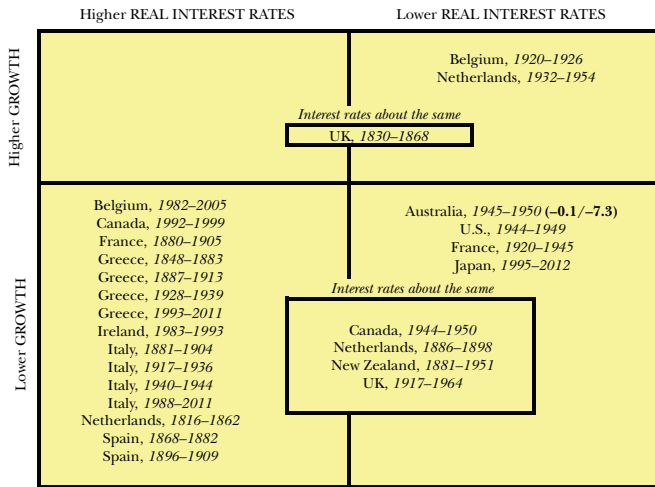 Higher REAL INTEREST RATES
Lower REAL INTEREST RATES
Higher GROWTH
Belgium, 1920–1926
Netherlands, 1932–1954
Interest rates about the same
UK, 1830–1868
Lower GROWTH
Belgium, 1982–2005
Canada, 1992–1999
France, 1880–1905
Greece, 1848–1883
Greece, 1887–1913
Greece, 1928–1939
Greece, 1993–2011
Ireland, 1983–1993
Italy, 1881–1904
Italy, 1917–1936
Italy, 1940–1944
Italy, 1988–2011
Netherlands, 1816–1862
Spain, 1868–1882
Spain, 1896–1909
Australia, 1945–1950 (–0.1/–7.3)
U.S., 1944–1949
France, 1920–1945
Japan, 1995–2012
Interest rates about the same
Canada, 1944–1950
Netherlands, 1886–1898
New Zealand, 1881–1951
UK, 1917–1964